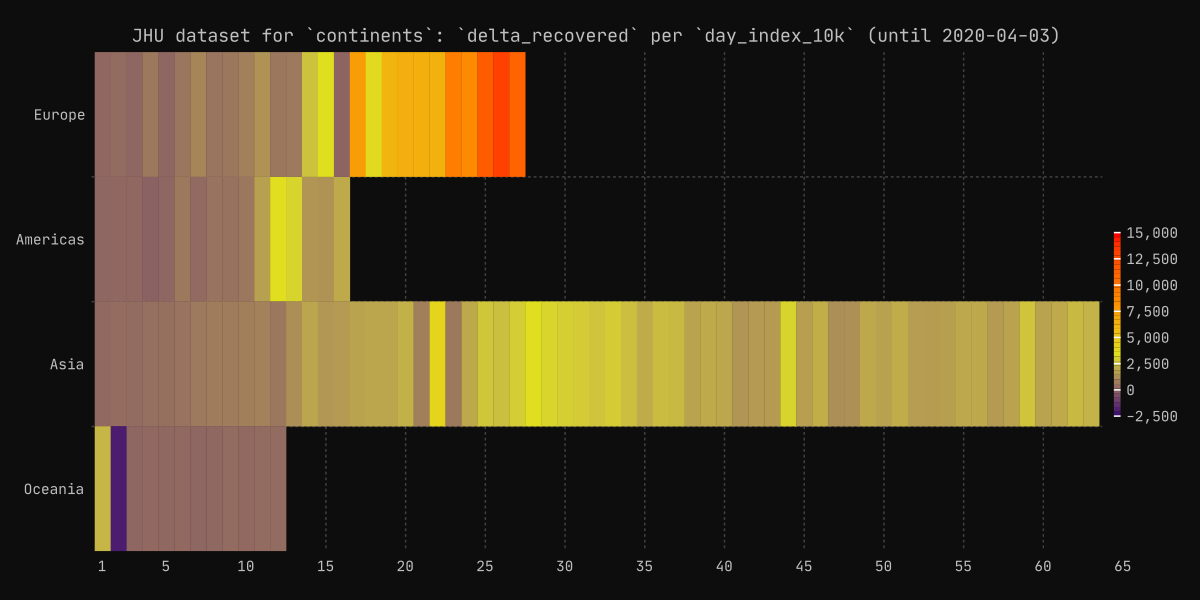 JHU dataset for `continents`: `delta_recovered` per `day_index_10k` (until 2020-04-03)
Europe
Americas
Asia
Oceania
15,000
12,500
10,000
7,500
5,000
2,500
0
−2,500
1 5 10 15 20 25 30 35 40 45 50 55 60 65